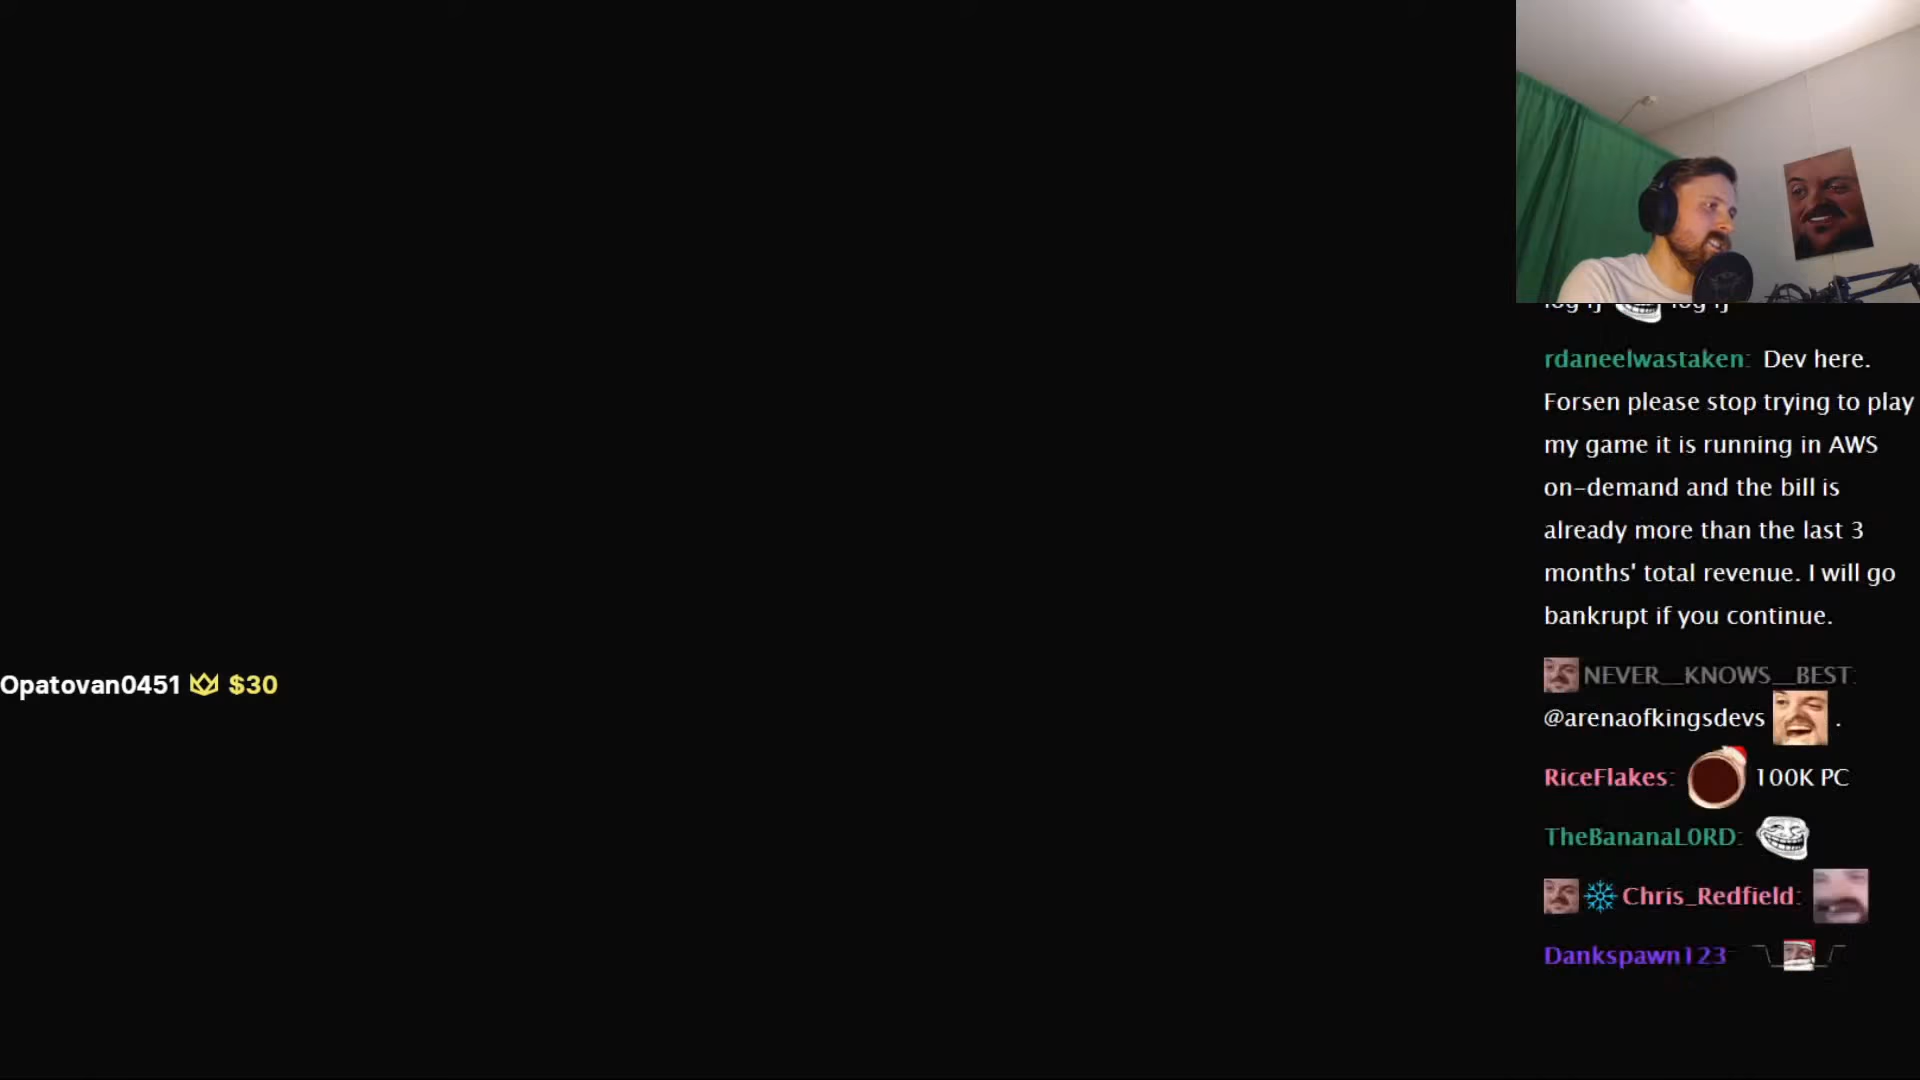 rdaneelwastaken: Dev here.
Forsen please stop trying to play
my game it is running in AWS
on-demand and the bill is
already more than the last 3
months' total revenue. I will go
bankrupt if you continue.
NEVER__KNOWS__BEST:
@arenaofkingsdevs .
RiceFlakes: 100K PC
TheBananaL0RD:
Chris_Redfield:
Dankspawn123
Opatovan0451 $30